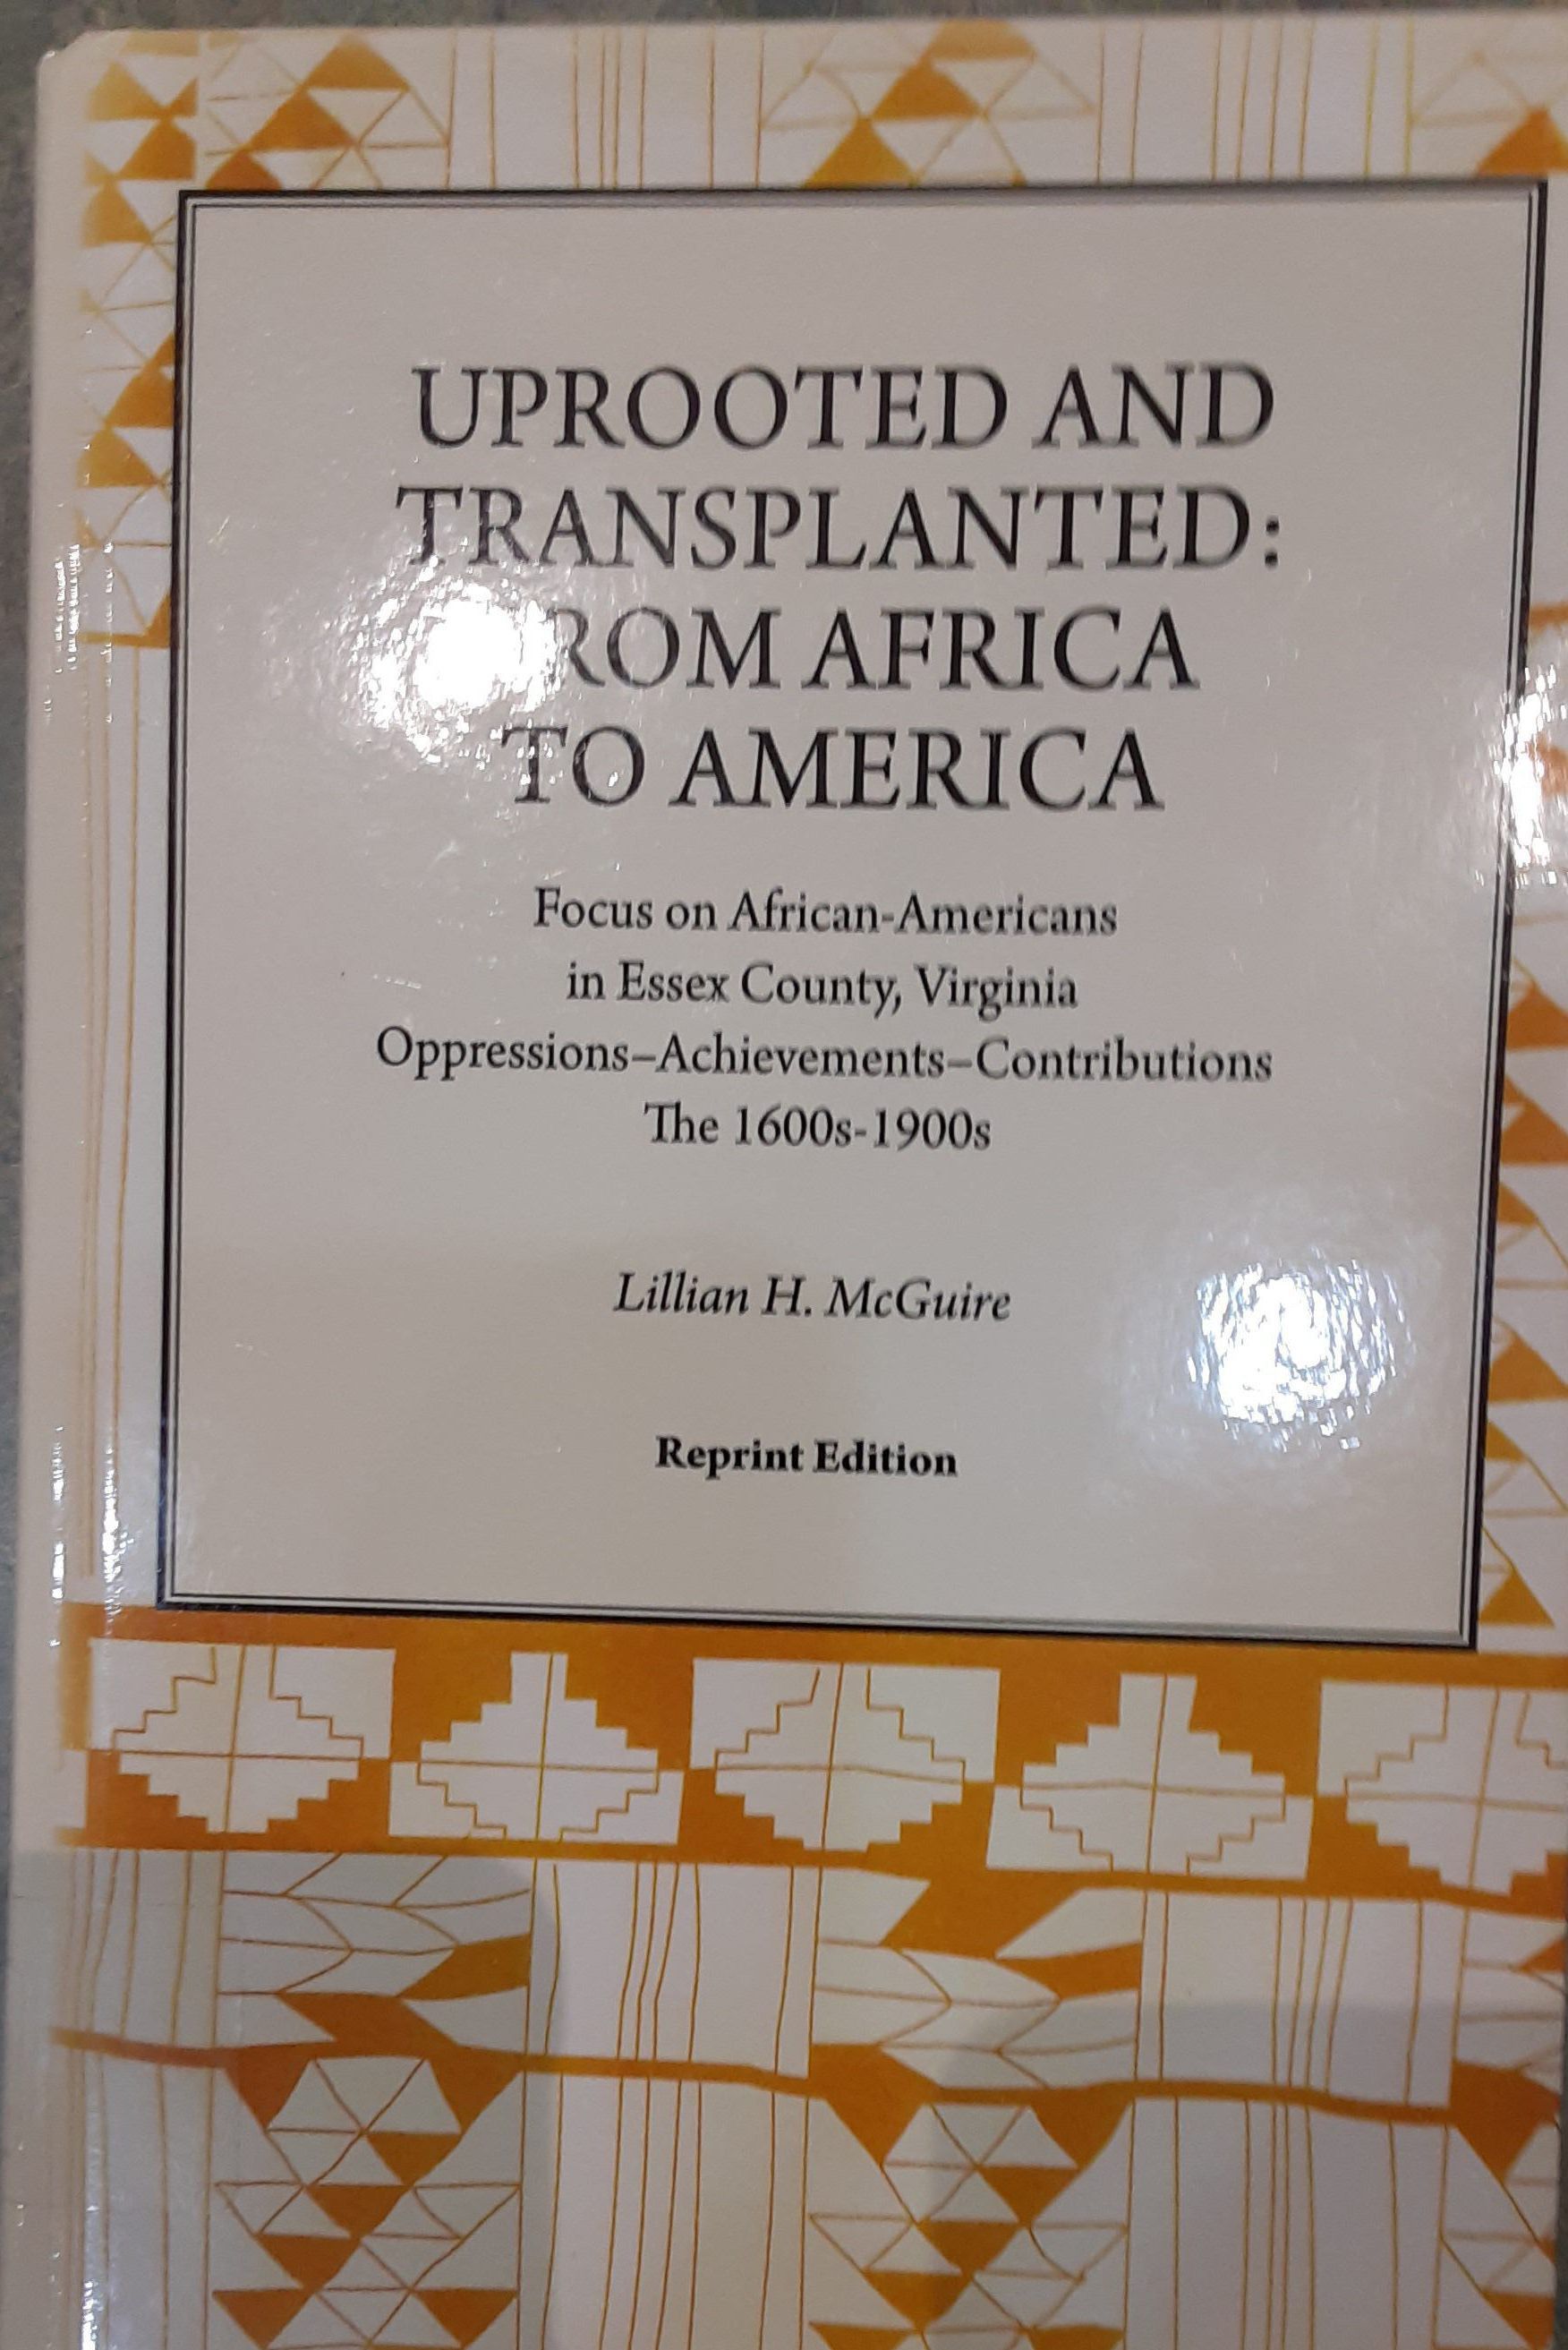 UPROOTED AND
TRANSPLANTED:
FROM AFRICA
TO AMERICA
Focus on African-Americans
in Essex County, Virginia
Oppressions–Achievements–Contributions
The 1600s-1900s
Lillian H. McGuire
Reprint Edition